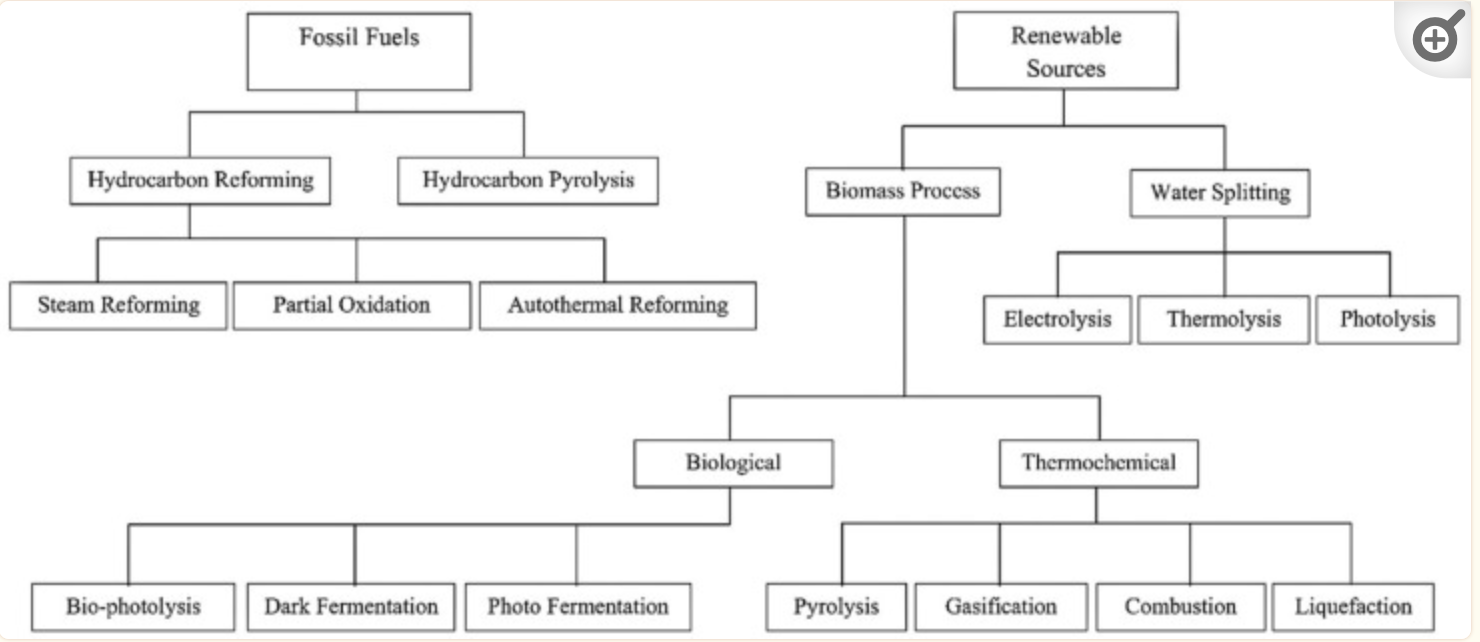 Fossil Fuels
Renewable
Sources
Hydrocarbon Reforming
Hydrocarbon Pyrolysis
Biomass Process
Water Splitting
Steam Reforming
Partial Oxidation
Autothermal Reforming
Electrolysis
Thermolysis
Photolysis
Biological
Thermochemical
Bio-photolysis
Dark Fermentation
Photo Fermentation
Pyrolysis
Gasification
Combustion
Liquefaction